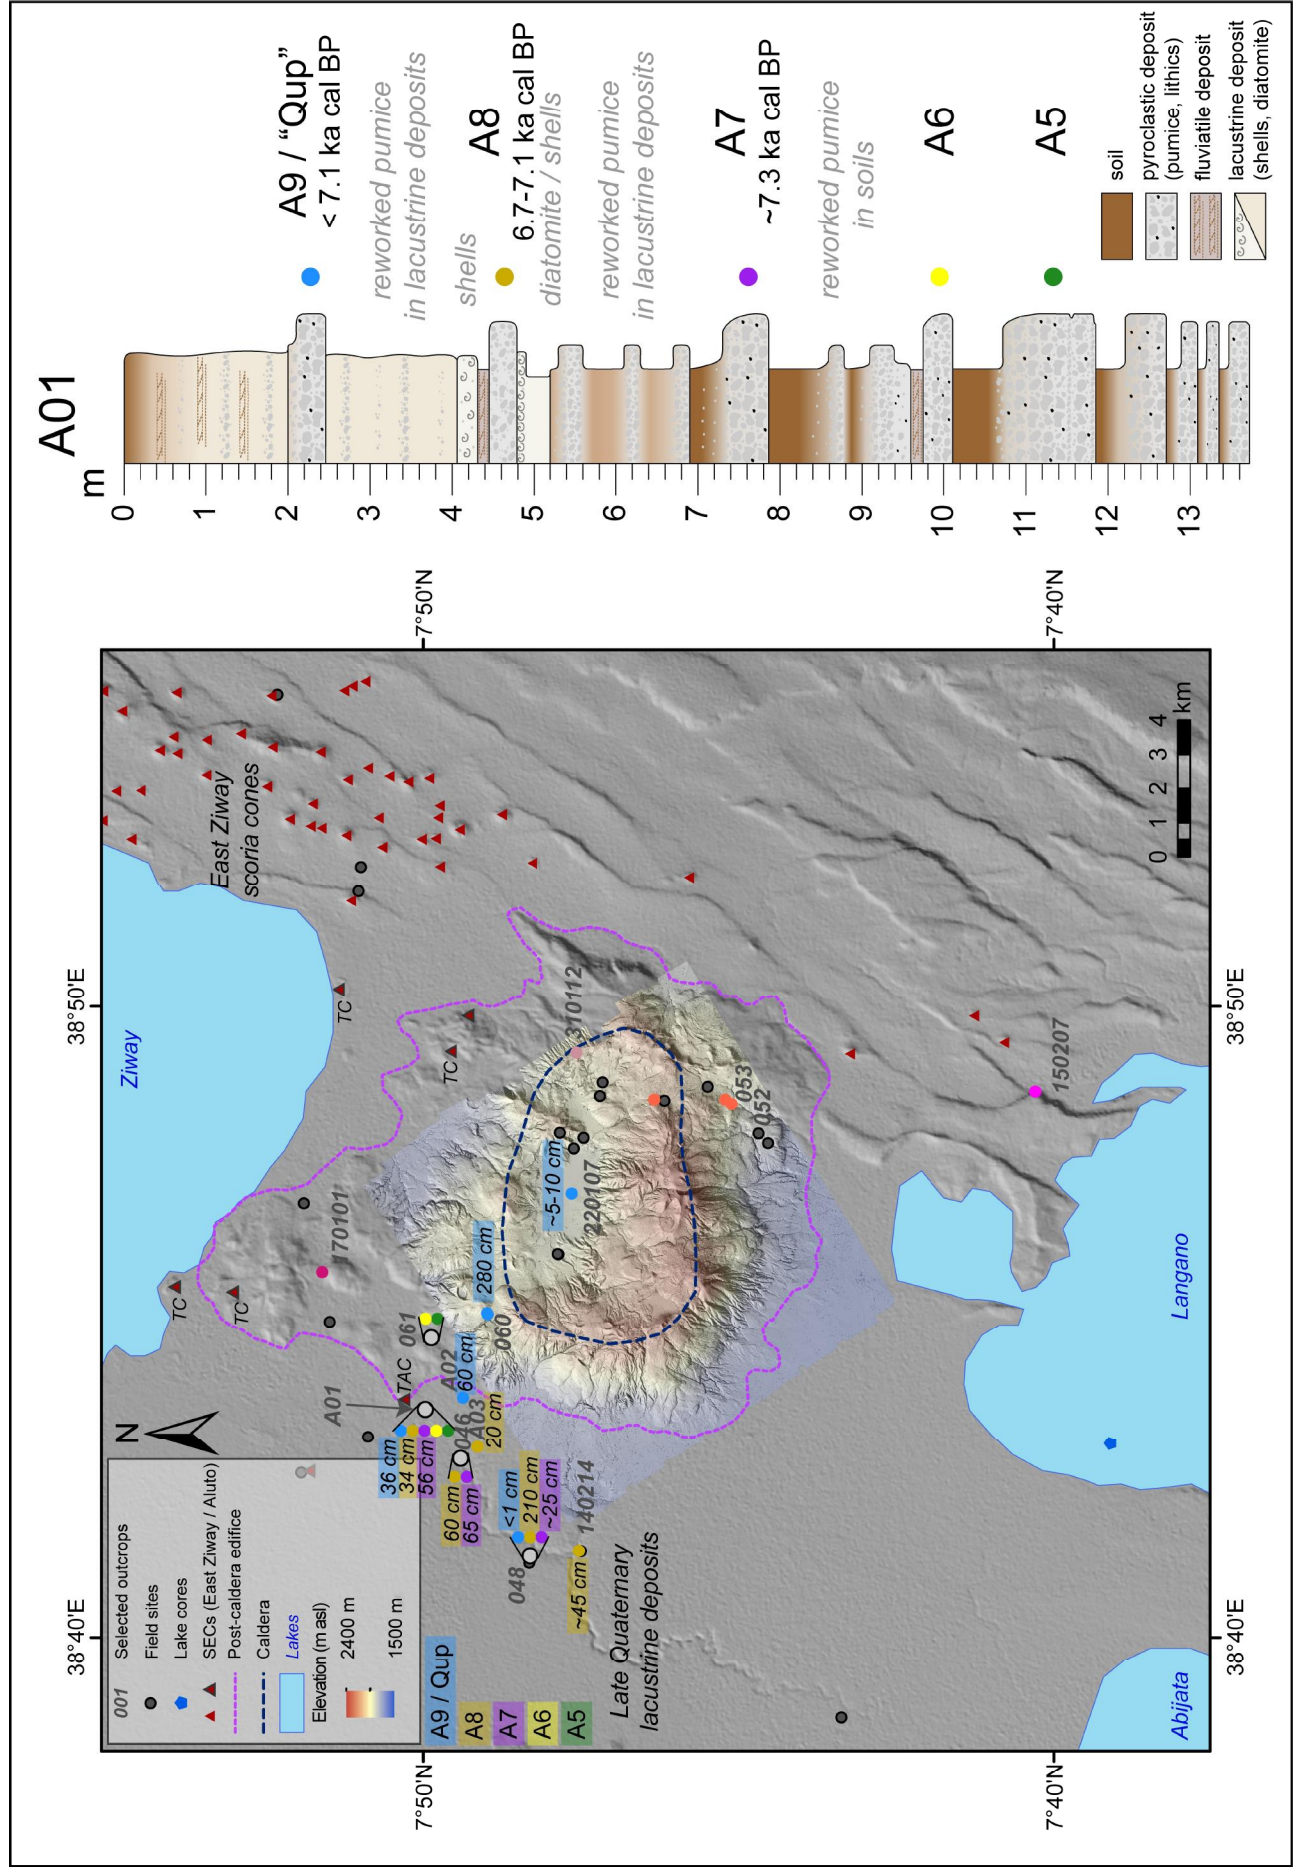 001
Selected outcrops
Field sites
Lake cores
SECs (East Ziway / Aluto)
Post-caldera edifice
Caldera
Lakes
Elevation (m asl)
2400 m
1500 m
A9 / Qup
A8
A7
A6
A5
Late Quaternary
lacustrine deposits
N
38°40'E
38°50'E
38°40'E
38°50'E
7°50'N
7°40'N
7°50'N
7°40'N
Ziway
Langano
Abijata
East Ziway
scoria cones
TC
TC
TC
TC
TAC
A01
170101
061
A02
60 cm
36 cm
34 cm
56 cm
046
A03
20 cm
60 cm
65 cm
048
<1 cm
210 cm
~25 cm
~45 cm
140214
280 cm
060
~5-10 cm
220107
310112
053
052
150207
0 1 2 3 4
km
A01
m
0
1
2
3
4
5
6
7
8
9
10
11
12
13
A9 / “Qup”
< 7.1 ka cal BP
reworked pumice
in lacustrine deposits
shells
A8
6.7-7.1 ka cal BP
diatomite / shells
reworked pumice
in lacustrine deposits
A7
~7.3 ka cal BP
reworked pumice
in soils
A6
A5
soil
pyroclastic deposit
(pumice, lithics)
fluviatile deposit
lacustrine deposit
(shells, diatomite)